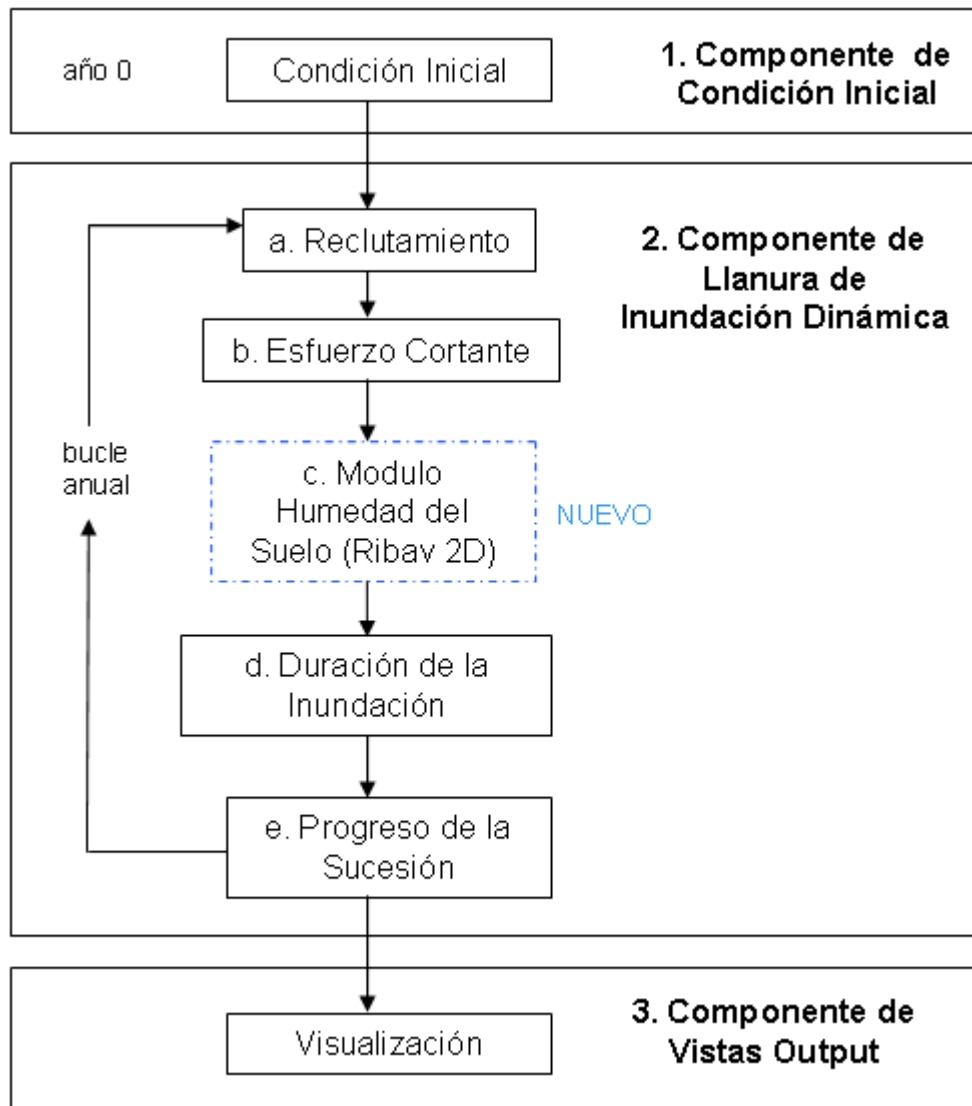 año 0
Condición Inicial
1. Componente de
Condición Inicial
a. Reclutamiento
2. Componente de
Llanura de
Inundación Dinámica
b. Esfuerzo Cortante
bucle
anual
c. Modulo
Humedad del
Suelo (Ribav 2D)
NUEVO
d. Duración de la
Inundación
e. Progreso de la
Sucesión
Visualización
3. Componente de
Vistas Output